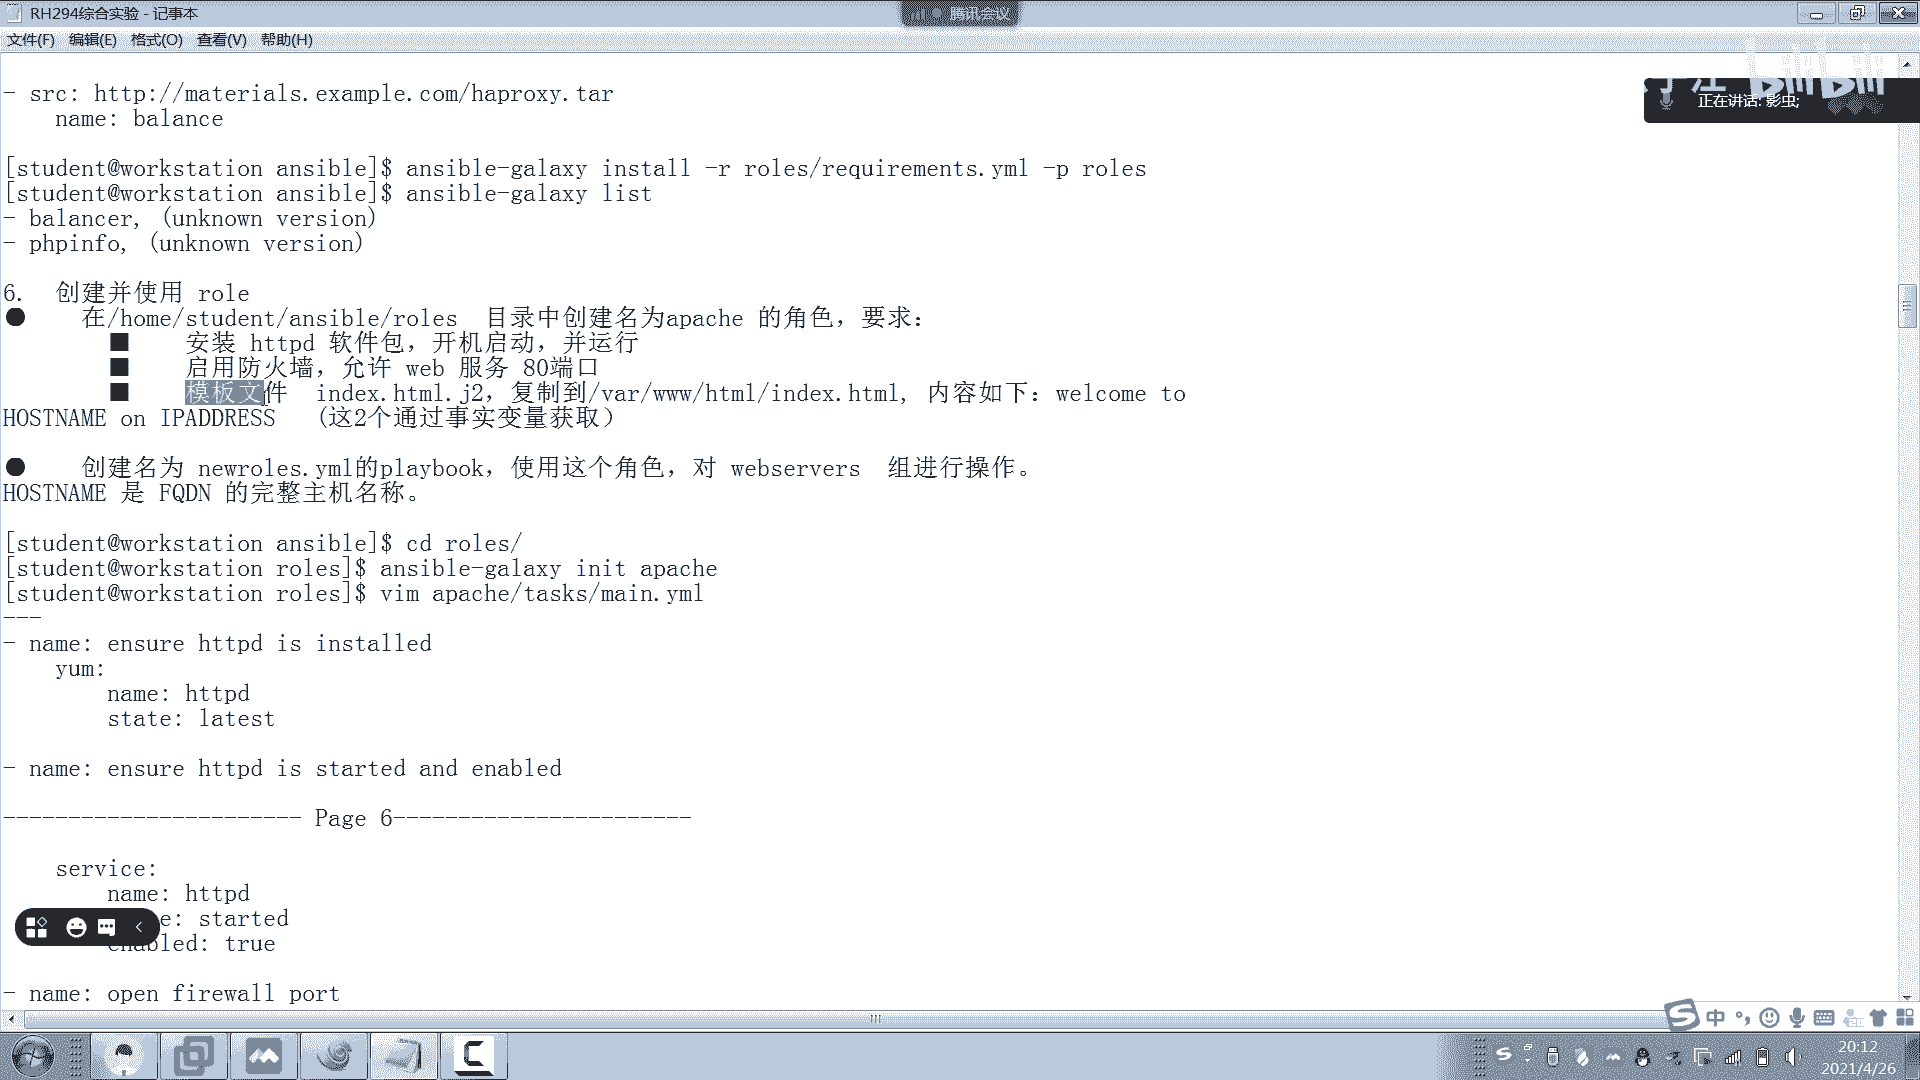 RH294综合实验 - 记事本
腾讯会议
文件(F) 编辑(E) 格式(O) 查看(V) 帮助(H)
正在讲话: 影虫;
- src: http://materials.example.com/haproxy.tar
name: balance
[student@workstation ansible]$ ansible-galaxy install -r roles/requirements.yml -p roles
[student@workstation ansible]$ ansible-galaxy list
- balancer, (unknown version)
- phpinfo, (unknown version)
6. 创建并使用 role
● 在/home/student/ansible/roles 目录中创建名为apache 的角色，要求：
■ 安装 httpd 软件包，开机启动，并运行
■ 启用防火墙，允许 web 服务 80端口
■ 模板文件 index.html.j2，复制到/var/www/html/index.html, 内容如下：welcome to
HOSTNAME on IPADDRESS （这2个通过事实变量获取）
● 创建名为 newroles.yml的playbook，使用这个角色，对 webservers 组进行操作。
HOSTNAME 是 FQDN 的完整主机名称。
[student@workstation ansible]$ cd roles/
[student@workstation roles]$ ansible-galaxy init apache
[student@workstation roles]$ vim apache/tasks/main.yml
---
- name: ensure httpd is installed
yum:
name: httpd
state: latest
- name: ensure httpd is started and enabled
----------------------- Page 6-----------------------
service:
name: httpd
e: started
enabled: true
- name: open firewall port
中
20:12
2021/4/26